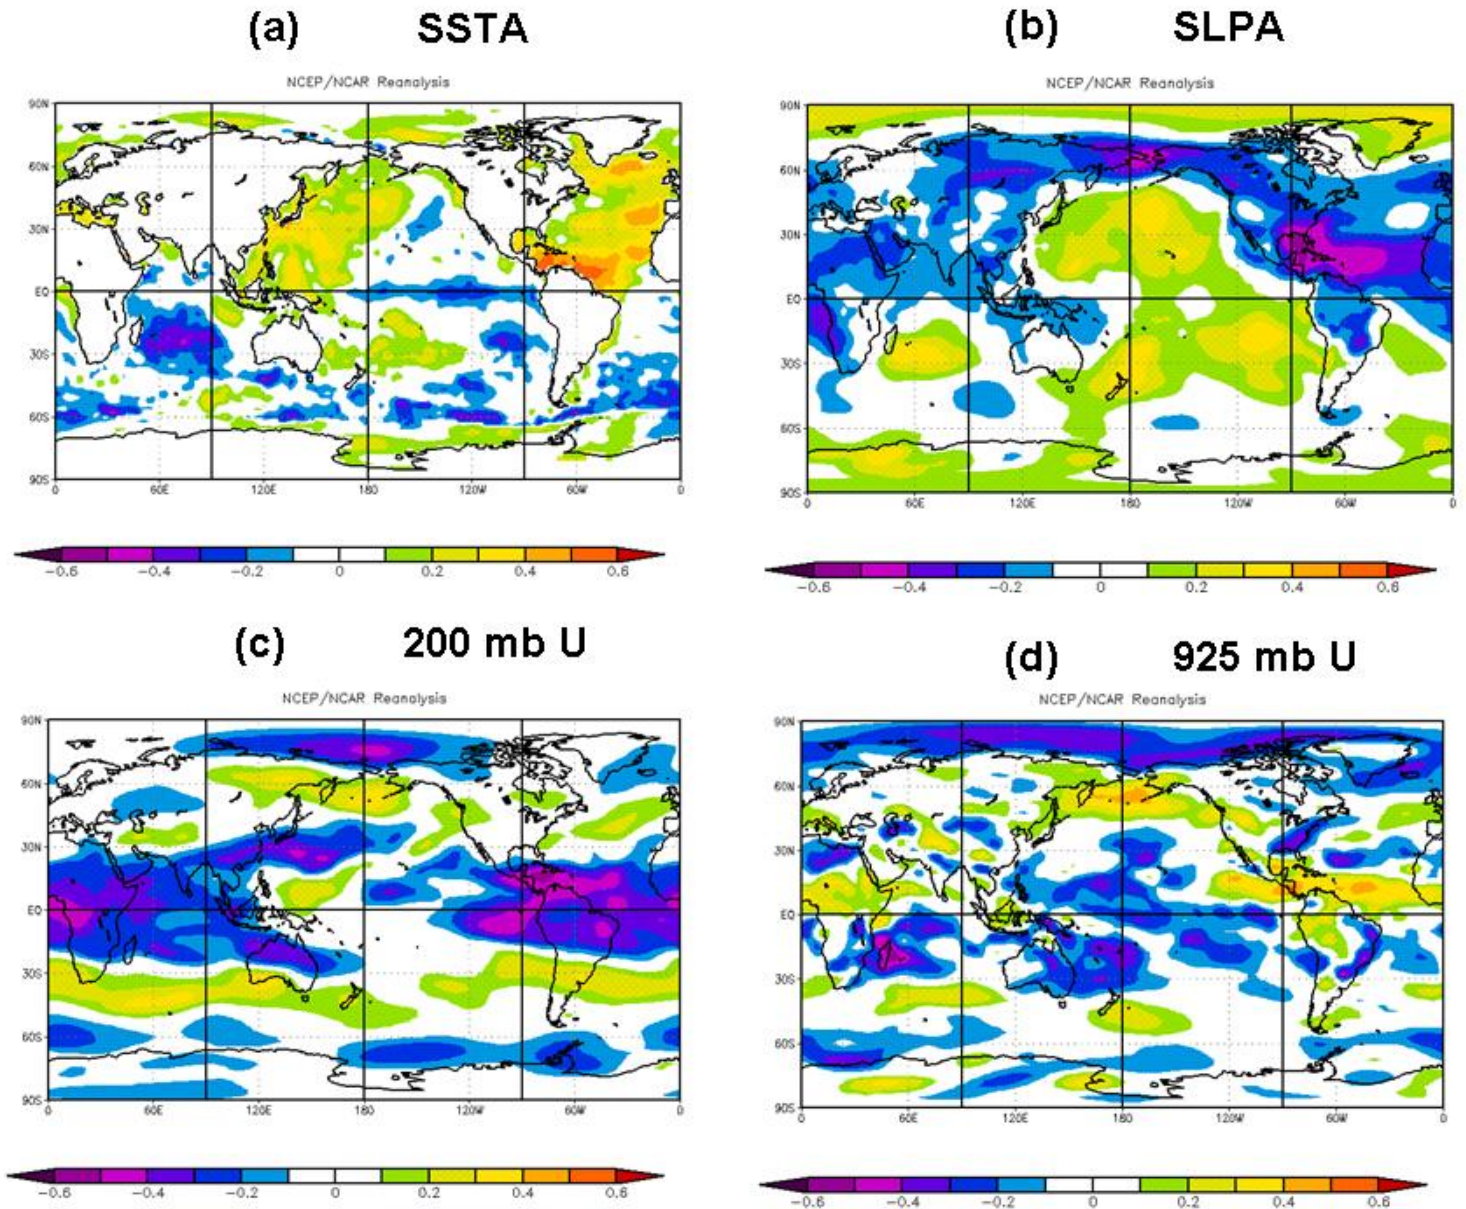 (a) SSTA
NCEP/NCAR Reanalysis
90N
60N
30N
EQ
30S
60S
90S
0 60E 120E 180 120W 60W 0
-0.6 -0.4 -0.2 0 0.2 0.4 0.6
(b) SLPA
NCEP/NCAR Reanalysis
90N
60N
30N
EQ
30S
60S
90S
0 60E 120E 180 120W 60W 0
-0.6 -0.4 -0.2 0 0.2 0.4 0.6
(c) 200 mb U
NCEP/NCAR Reanalysis
90N
60N
30N
EQ
30S
60S
90S
0 60E 120E 180 120W 60W 0
-0.6 -0.4 -0.2 0 0.2 0.4 0.6
(d) 925 mb U
NCEP/NCAR Reanalysis
90N
60N
30N
EQ
30S
60S
90S
0 60E 120E 180 120W 60W 0
-0.6 -0.4 -0.2 0 0.2 0.4 0.6